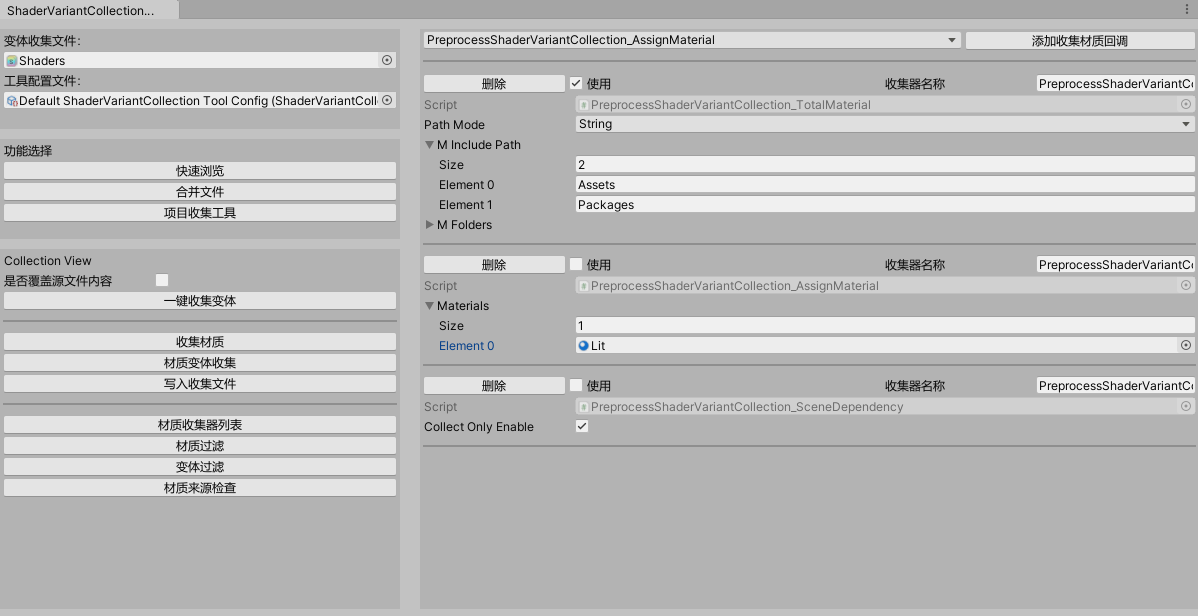 ShaderVariantCollection...
变体收集文件:
Shaders
工具配置文件:
Default ShaderVariantCollection Tool Config (ShaderVariantColl
功能选择
快速浏览
合并文件
项目收集工具
Collection View
是否覆盖源文件内容
一键收集变体
收集材质
材质变体收集
写入收集文件
材质收集器列表
材质过滤
变体过滤
材质来源检查
PreprocessShaderVariantCollection_AssignMaterial
添加收集材质回调
删除 使用 收集器名称 PreprocessShaderVariantCo
Script PreprocessShaderVariantCollection_TotalMaterial
Path Mode String
M Include Path
Size 2
Element 0 Assets
Element 1 Packages
M Folders
删除 使用 收集器名称 PreprocessShaderVariantCo
Script PreprocessShaderVariantCollection_AssignMaterial
Materials
Size 1
Element 0 Lit
删除 使用 收集器名称 PreprocessShaderVariantCo
Script PreprocessShaderVariantCollection_SceneDependency
Collect Only Enable